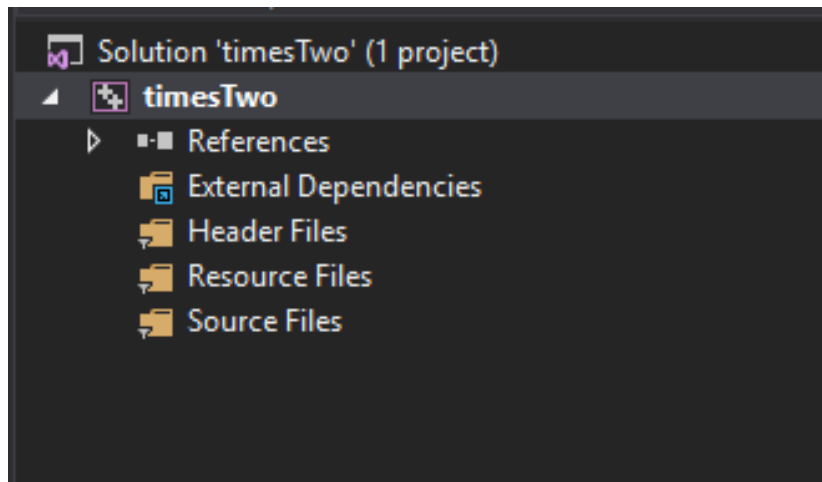 Solution 'timesTwo' (1 project)
timesTwo
References
External Dependencies
Header Files
Resource Files
Source Files